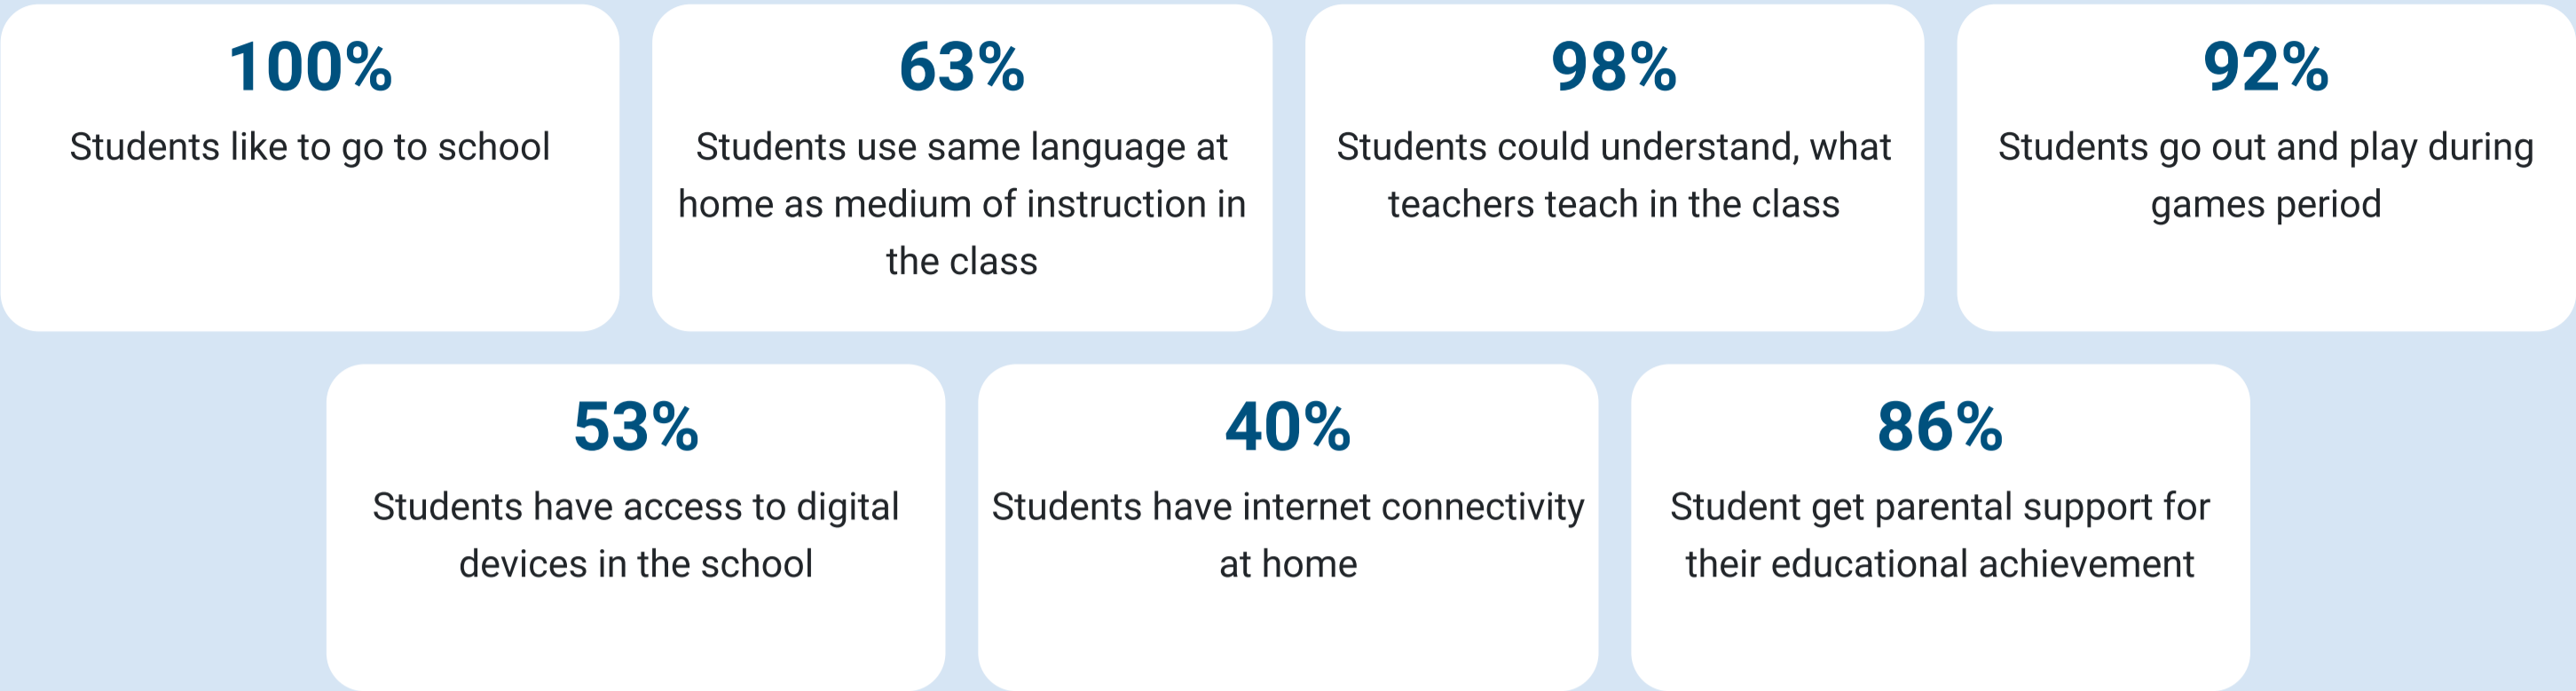 100%
Students like to go to school
63%
Students use same language at
home as medium of instruction in
the class
98%
Students could understand, what
teachers teach in the class
92%
Students go out and play during
games period
53%
Students have access to digital
devices in the school
40%
Students have internet connectivity
at home
86%
Student get parental support for
their educational achievement